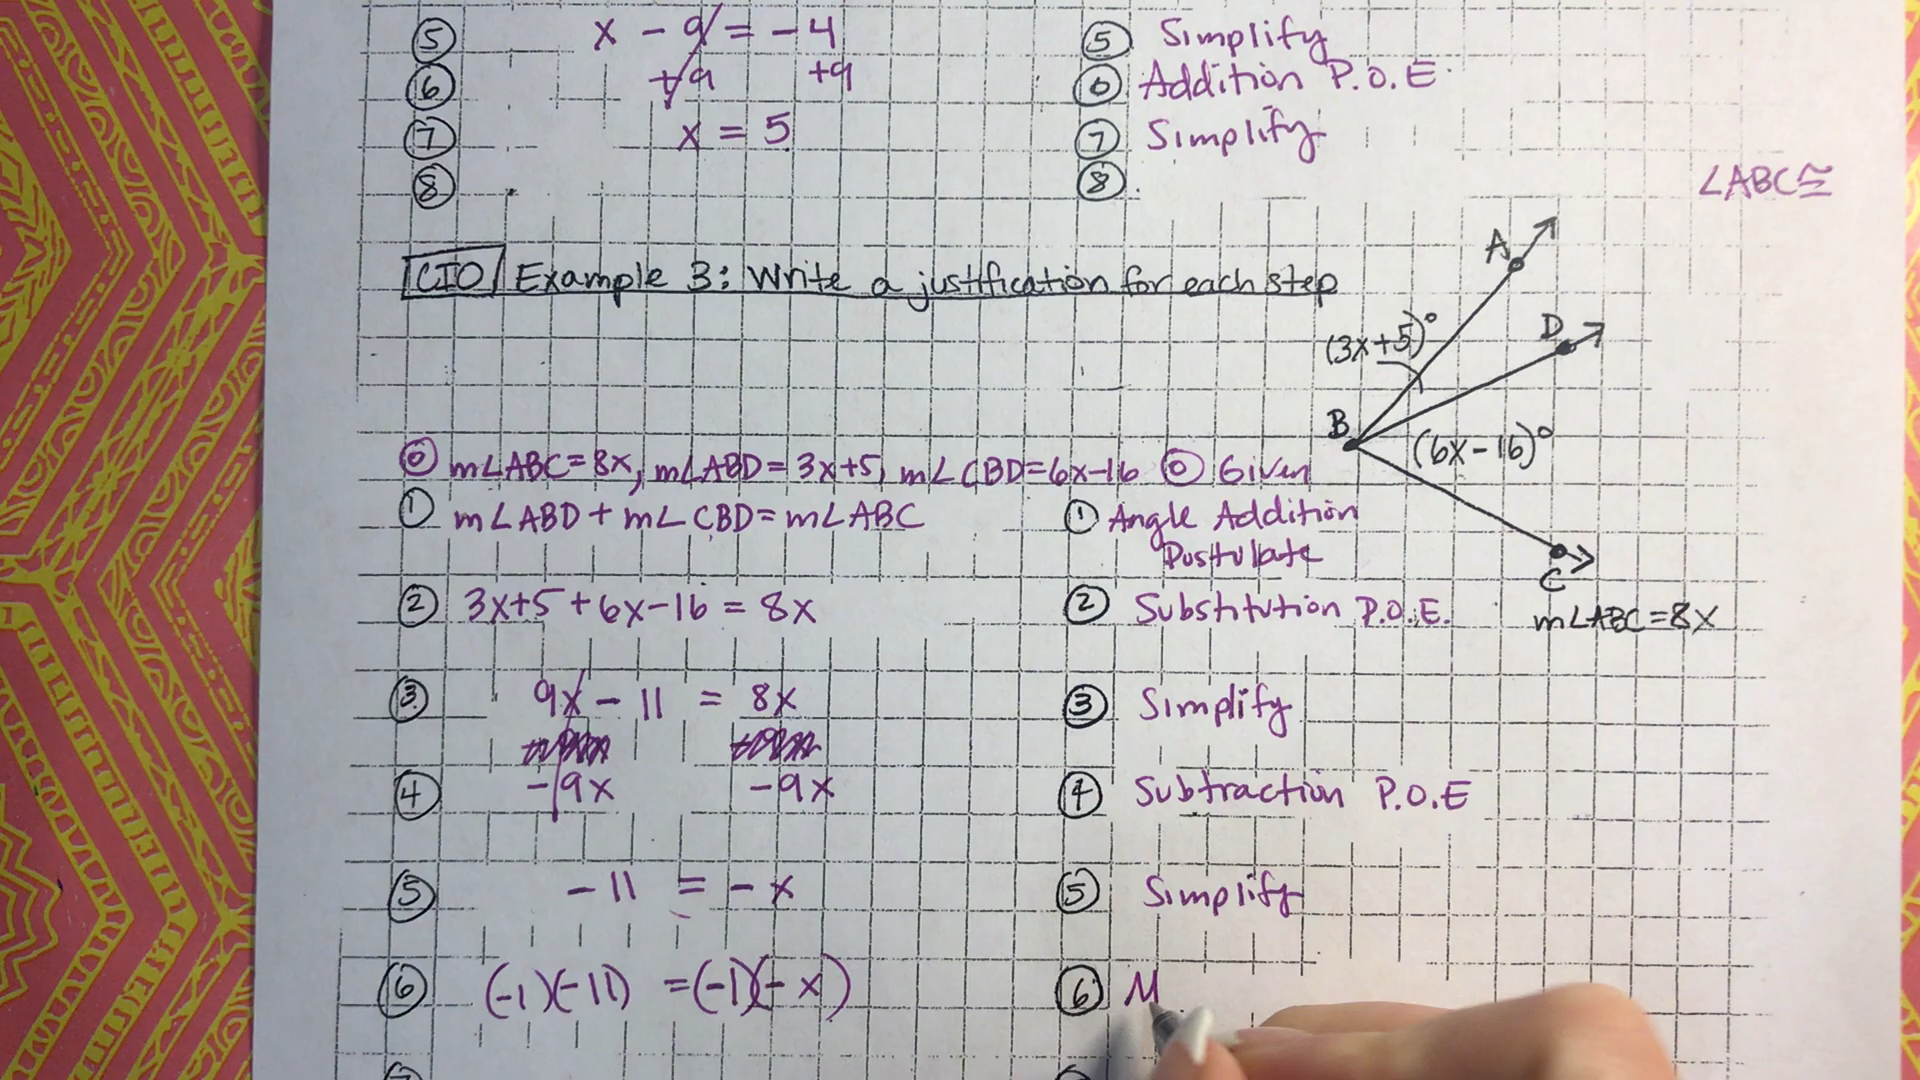 ⑤ x - 9 = -4 ⑤ Simplify
⑥ +9 +9 ⑥ Addition P.O.E.
⑦ x = 5 ⑦ Simplify
⑧ ⑧
∠ABC≅
CIO Example 3: Write a justification for each step
A
D
(3x+5)°
B
(6x-16)°
C
m∠ABC=8x
⓪ m∠ABC=8x, m∠ABD=3x+5, m∠CBD=6x-16 ⓪ Given
① m∠ABD + m∠CBD = m∠ABC ① Angle Addition
Postulate
② 3x+5+6x-16 = 8x ② Substitution P.O.E.
③ 9x - 11 = 8x ③ Simplify
④ -9x -9x ④ Subtraction P.O.E
⑤ -11 = -x ⑤ Simplify
⑥ (-1)(-11) = (-1)(-x) ⑥ M